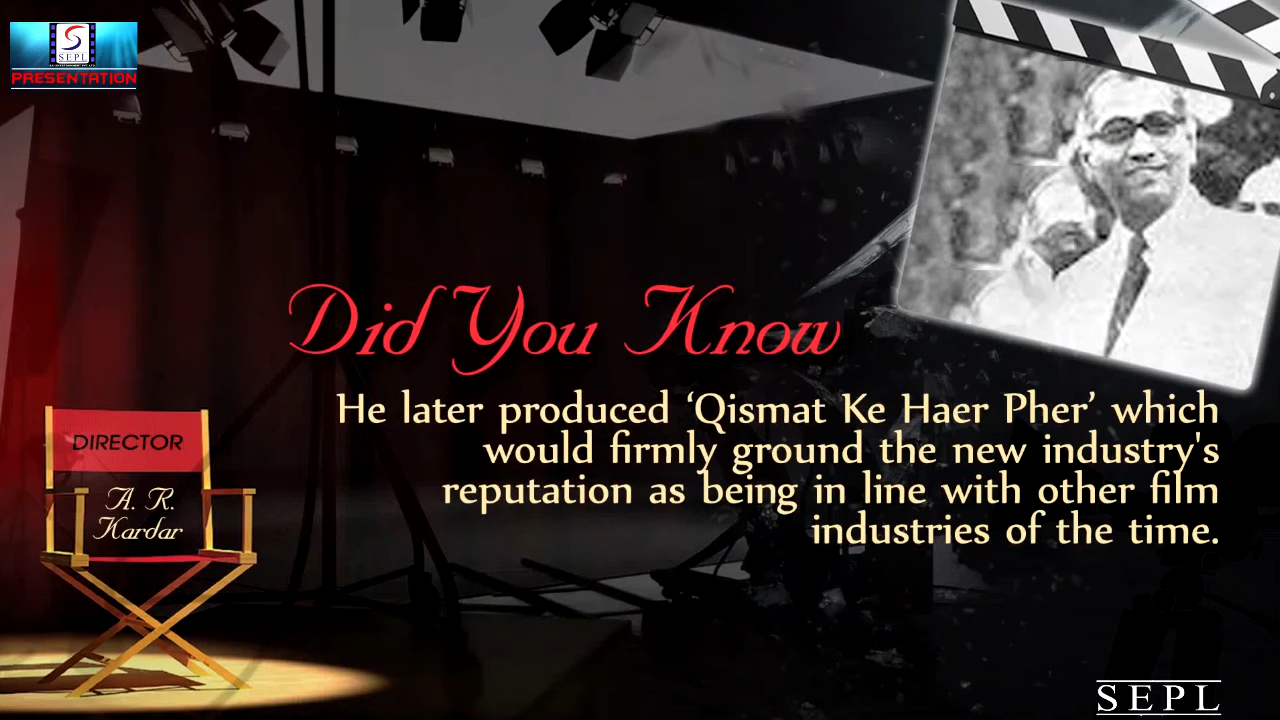 SEPL
PRESENTATION
Did You Know
He later produced ‘Qismat Ke Haer Pher’ which
would firmly ground the new industry's
reputation as being in line with other film
industries of the time.
DIRECTOR
A. R.
Kardar
SEPL